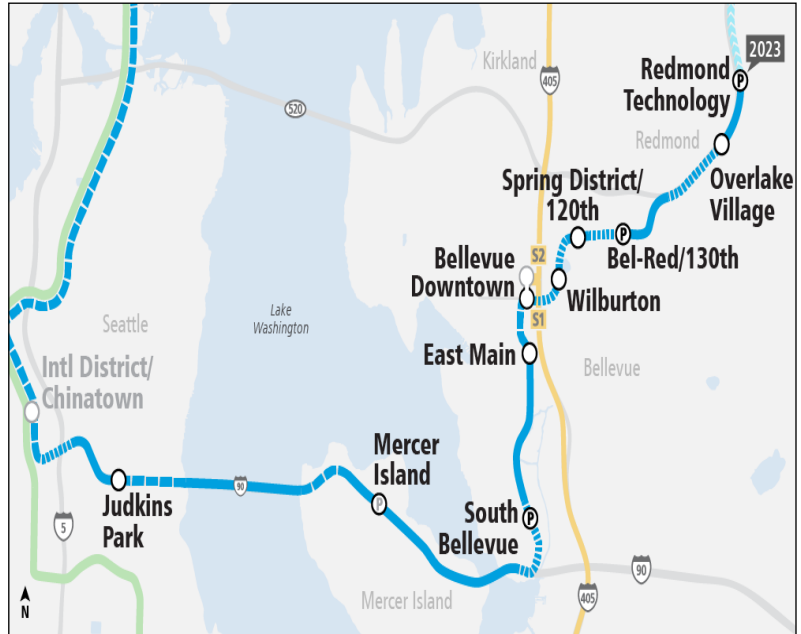 2023
Kirkland
405
Redmond
Technology
P
520
Redmond
Spring District/
120th
Overlake
Village
P
Bel-Red/130th
S2
Bellevue
Downtown
Wilburton
S1
Lake
Washington
Seattle
East Main
Bellevue
Intl District/
Chinatown
Mercer
Island
P
90
Judkins
Park
South
Bellevue
P
5
90
405
Mercer Island
N